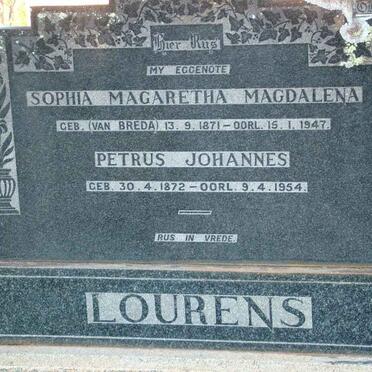 Hier Rus
MY EGGENOTE
SOPHIA MAGARETHA MAGDALENA
GEB. (VAN BREDA) 13.9.1871–OORL. 15.1.1947.
PETRUS JOHANNES
GEB. 30.4.1872–OORL. 9.4.1954.
RUS IN VREDE.
LOURENS